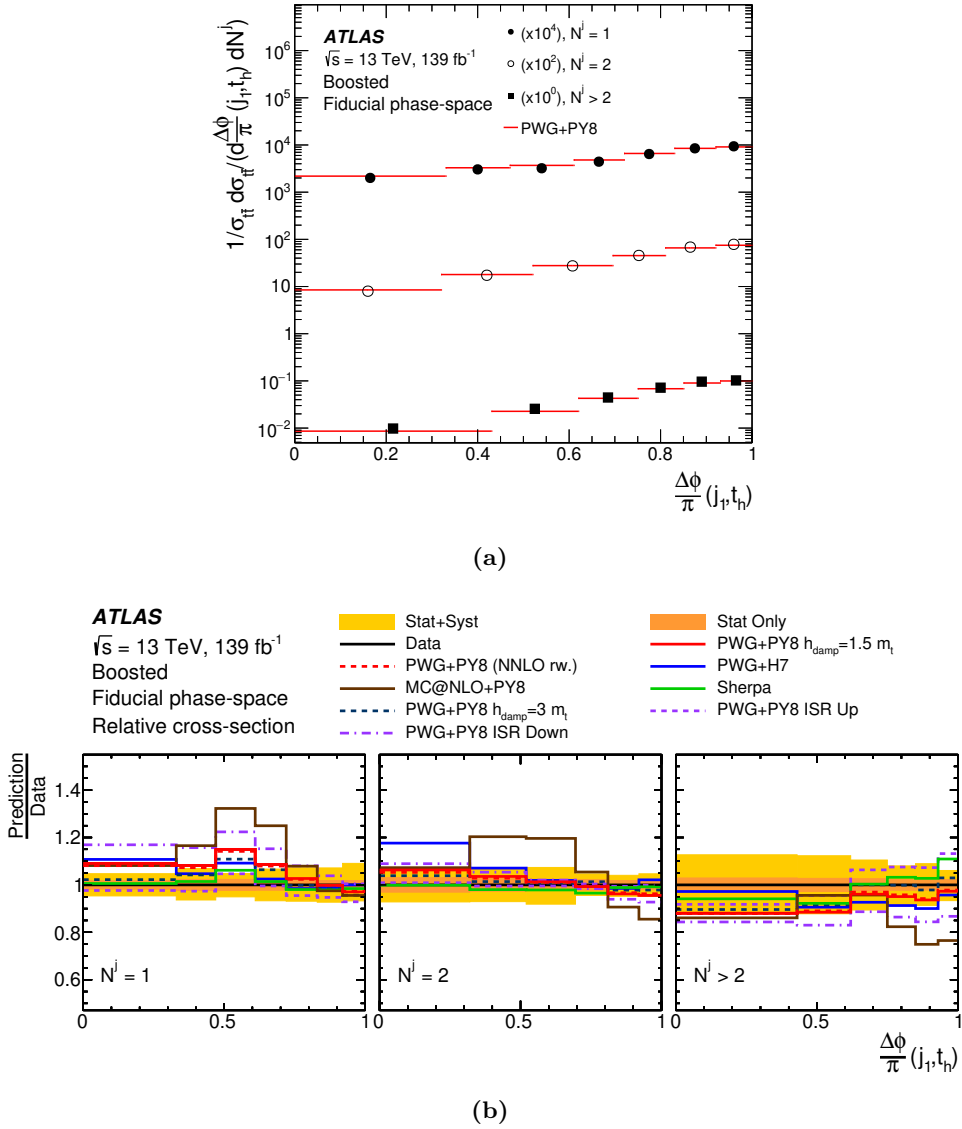 ATLAS
√s = 13 TeV, 139 fb⁻¹
Boosted
Fiducial phase-space
(x10⁴), Nʲ = 1
(x10²), Nʲ = 2
(x10⁰), Nʲ > 2
PWG+PY8
1/σ_tt̄ dσ_tt̄/(d Δϕ/π (j₁,t_h) dNʲ)
10⁶
10⁴
10³
10²
10
1
10⁻¹
10⁻²
0 0.2 0.4 0.6 0.8 1
Δϕ/π (j₁,t_h)
(a)
ATLAS
√s = 13 TeV, 139 fb⁻¹
Boosted
Fiducial phase-space
Relative cross-section
Stat+Syst
Data
PWG+PY8 (NNLO rw.)
MC@NLO+PY8
PWG+PY8 h_damp=3 m_t
PWG+PY8 ISR Down
Stat Only
PWG+PY8 h_damp=1.5 m_t
PWG+H7
Sherpa
PWG+PY8 ISR Up
Prediction
Data
1.4
1.2
1
0.8
0.6
Nʲ = 1
Nʲ = 2
Nʲ > 2
0 0.5 10 0.5 10 0.5 1
Δϕ/π (j₁,t_h)
(b)